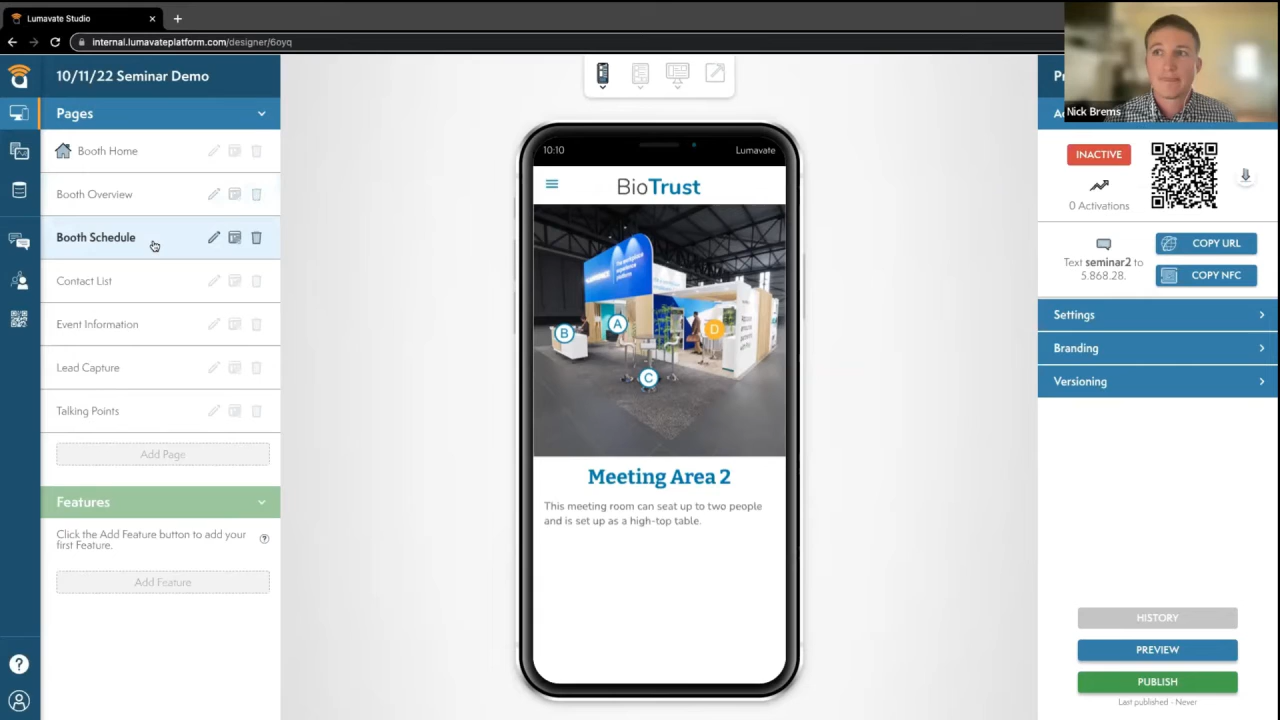 Lumavate Studio
internal.lumavateplatform.com/designer/6oyq
10/11/22 Seminar Demo
Pages
Booth Home
Booth Overview
Booth Schedule
Contact List
Event Information
Lead Capture
Talking Points
Add Page
Features
Click the Add Feature button to add your
first Feature.
Add Feature
10:10
Lumavate
BioTrust
A
B
C
D
Meeting Area 2
This meeting room can seat up to two people
and is set up as a high-top table.
Nick Brems
INACTIVE
0 Activations
Text seminar2 to
5.868.28.
COPY URL
COPY NFC
Settings
Branding
Versioning
HISTORY
PREVIEW
PUBLISH
Last published - Never